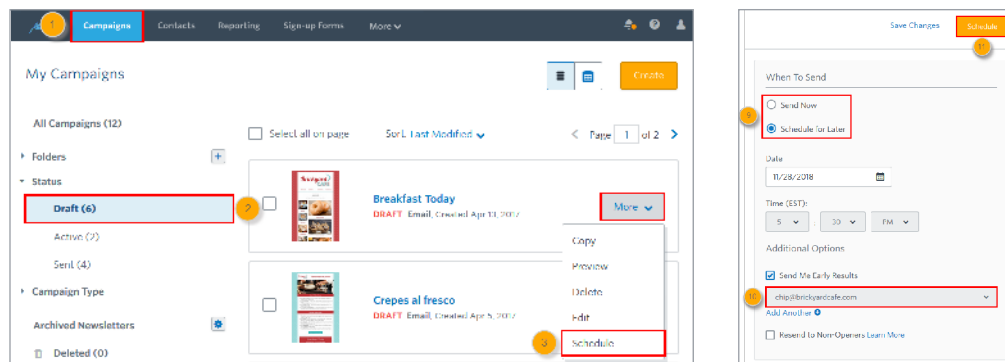 1 Campaigns Contacts Reporting Sign-up Forms More
My Campaigns
Create
All Campaigns (12)
Select all on page Sort: Last Modified Page 1 of 2
Folders
Status
Draft (6)
2
Active (2)
Sent (4)
Campaign Type
Archived Newsletters
Deleted (0)
Breakfast Today
DRAFT Email, Created Apr 13, 2017
More
Copy
Preview
Delete
Edit
3 Schedule
Crepes al fresco
DRAFT Email, Created Apr 5, 2017
Save Changes Schedule
11
When To Send
9
Send Now
Schedule for Later
Date
11/28/2018
Time (EST):
5 : 30 PM
Additional Options
Send Me Early Results
10 chip@brickyardcafe.com
Add Another
Resend to Non-Openers Learn More